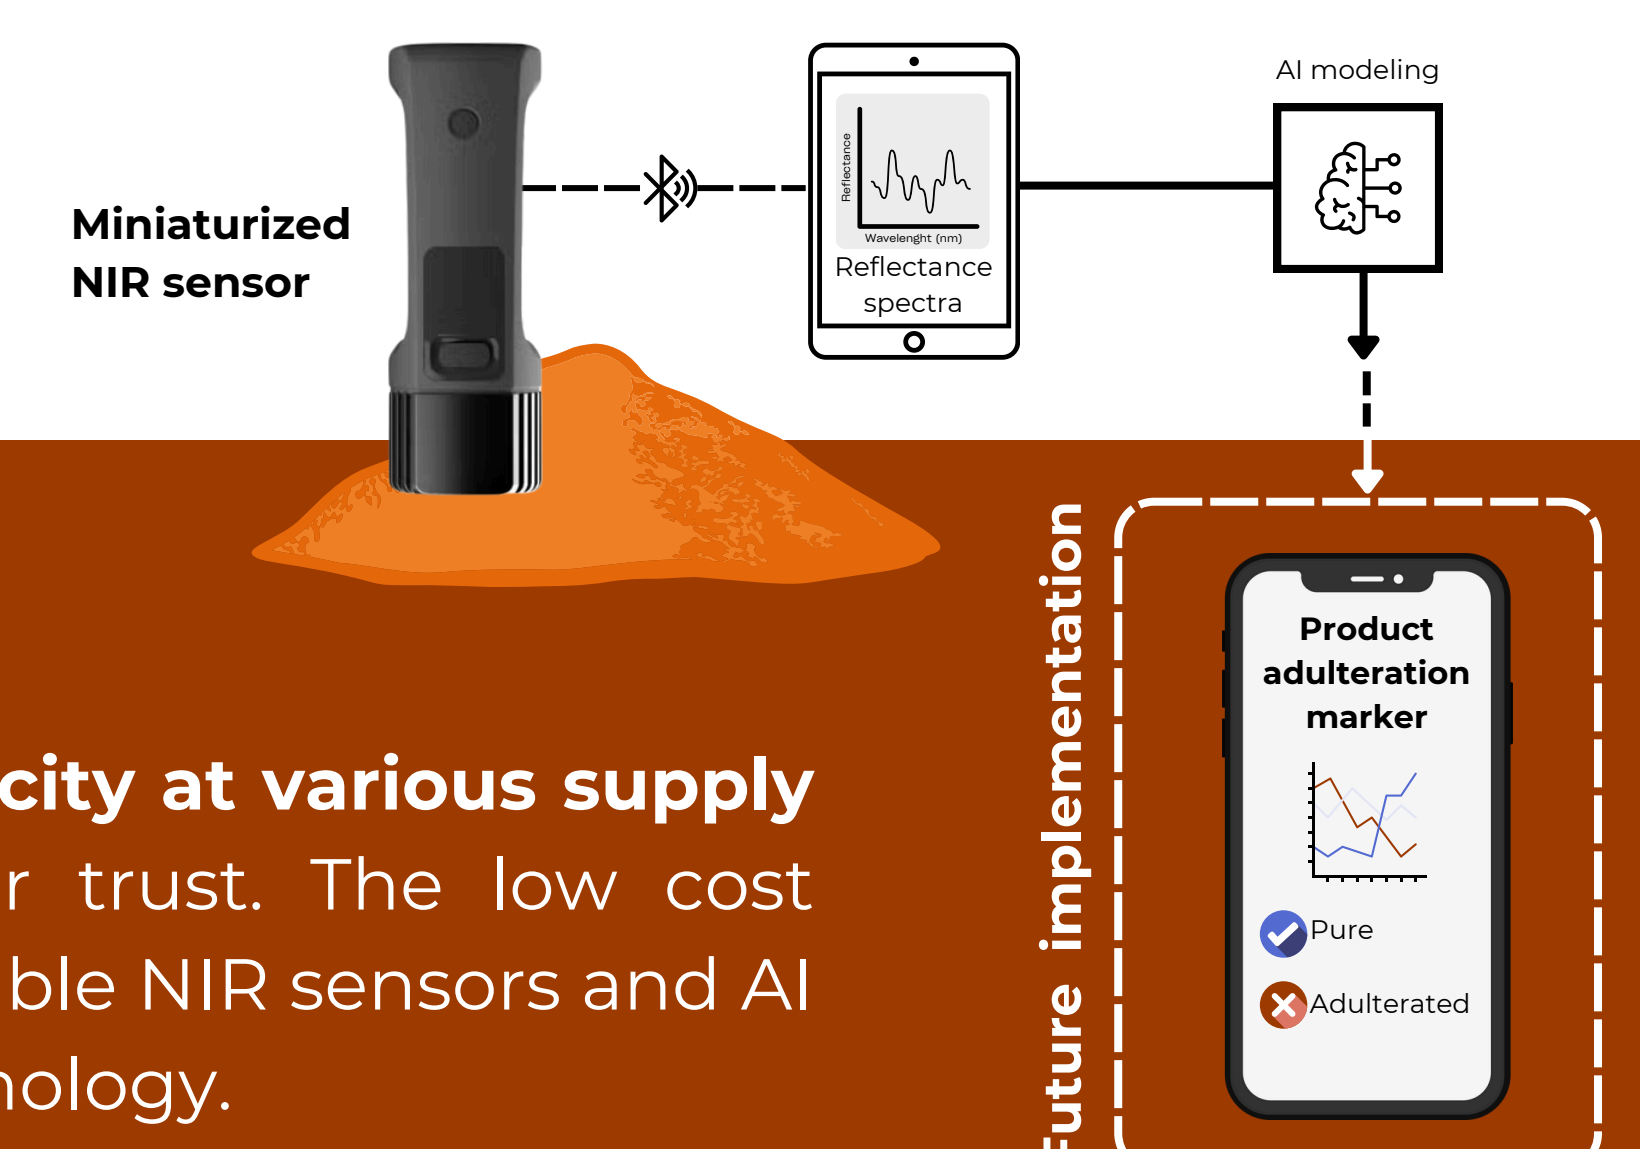 AI modeling
Miniaturized
NIR sensor
Reflectance
Wavelenght (nm)
Reflectance
spectra
Future implementation
Product
adulteration
marker
Pure
Adulterated
city at various supply
r trust. The low cost
ble NIR sensors and AI
nology.